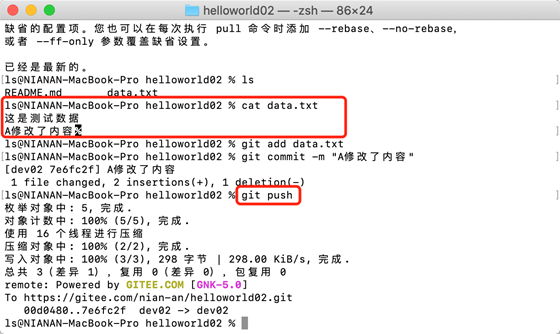 helloworld02 — -zsh — 86×24
缺省的配置项。您也可以在每次执行 pull 命令时添加 --rebase、--no-rebase,
或者 --ff-only 参数覆盖缺省设置。
已经是最新的。
ls@NIANAN-MacBook-Pro helloworld02 % ls
README.md data.txt
ls@NIANAN-MacBook-Pro helloworld02 % cat data.txt
这是测试数据
A修改了内容%
ls@NIANAN-MacBook-Pro helloworld02 % git add data.txt
ls@NIANAN-MacBook-Pro helloworld02 % git commit -m "A修改了内容"
[dev02 7e6fc2f] A修改了内容
1 file changed, 2 insertions(+), 1 deletion(-)
ls@NIANAN-MacBook-Pro helloworld02 % git push
枚举对象中: 5, 完成.
对象计数中: 100% (5/5), 完成.
使用 16 个线程进行压缩
压缩对象中: 100% (2/2), 完成.
写入对象中: 100% (3/3), 298 字节 | 298.00 KiB/s, 完成.
总共 3（差异 1），复用 0（差异 0），包复用 0
remote: Powered by GITEE.COM [GNK-5.0]
To https://gitee.com/nian-an/helloworld02.git
00d0480..7e6fc2f dev02 -> dev02
ls@NIANAN-MacBook-Pro helloworld02 %